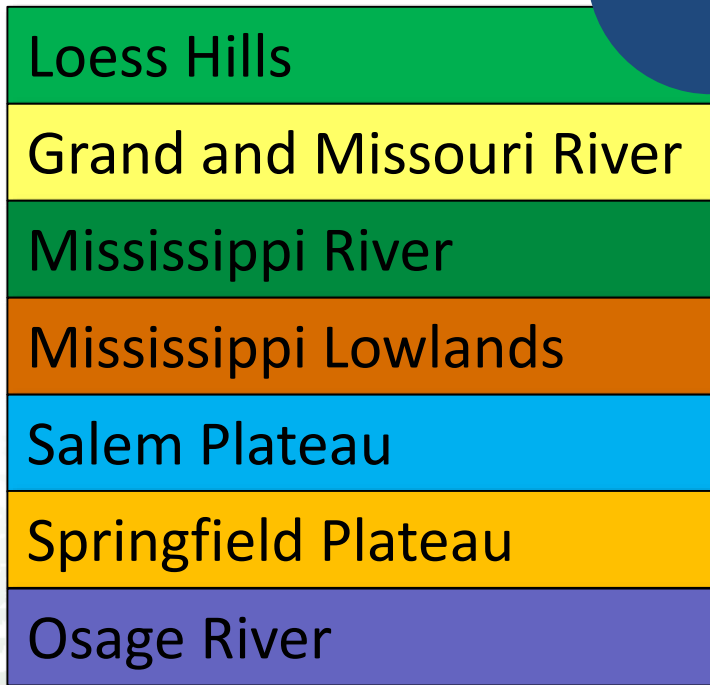 Loess Hills
Grand and Missouri River
Mississippi River
Mississippi Lowlands
Salem Plateau
Springfield Plateau
Osage River